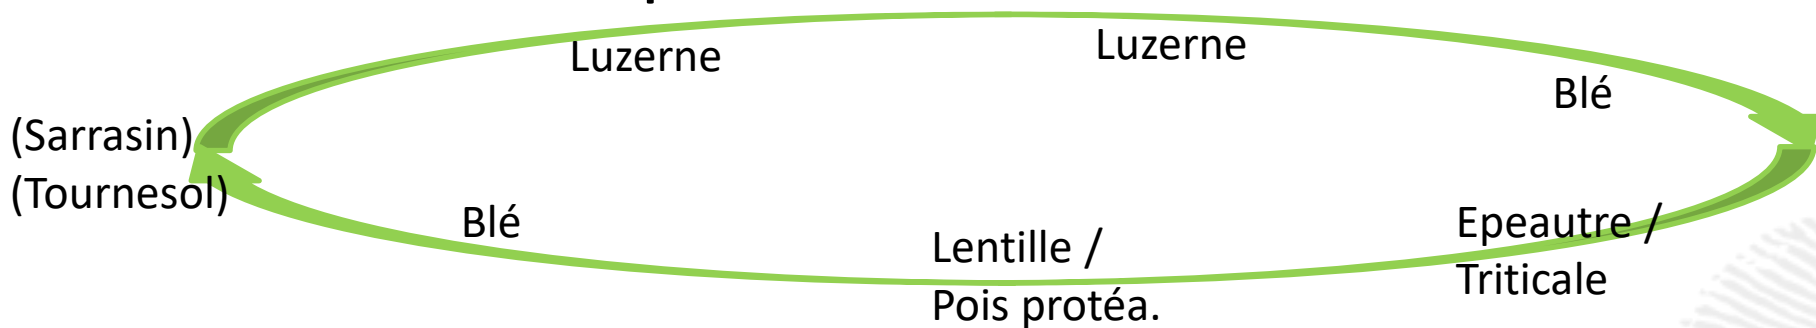 Luzerne
Luzerne
Blé
(Sarrasin)
(Tournesol)
Blé
Lentille /
Pois protéa.
Epeautre /
Triticale